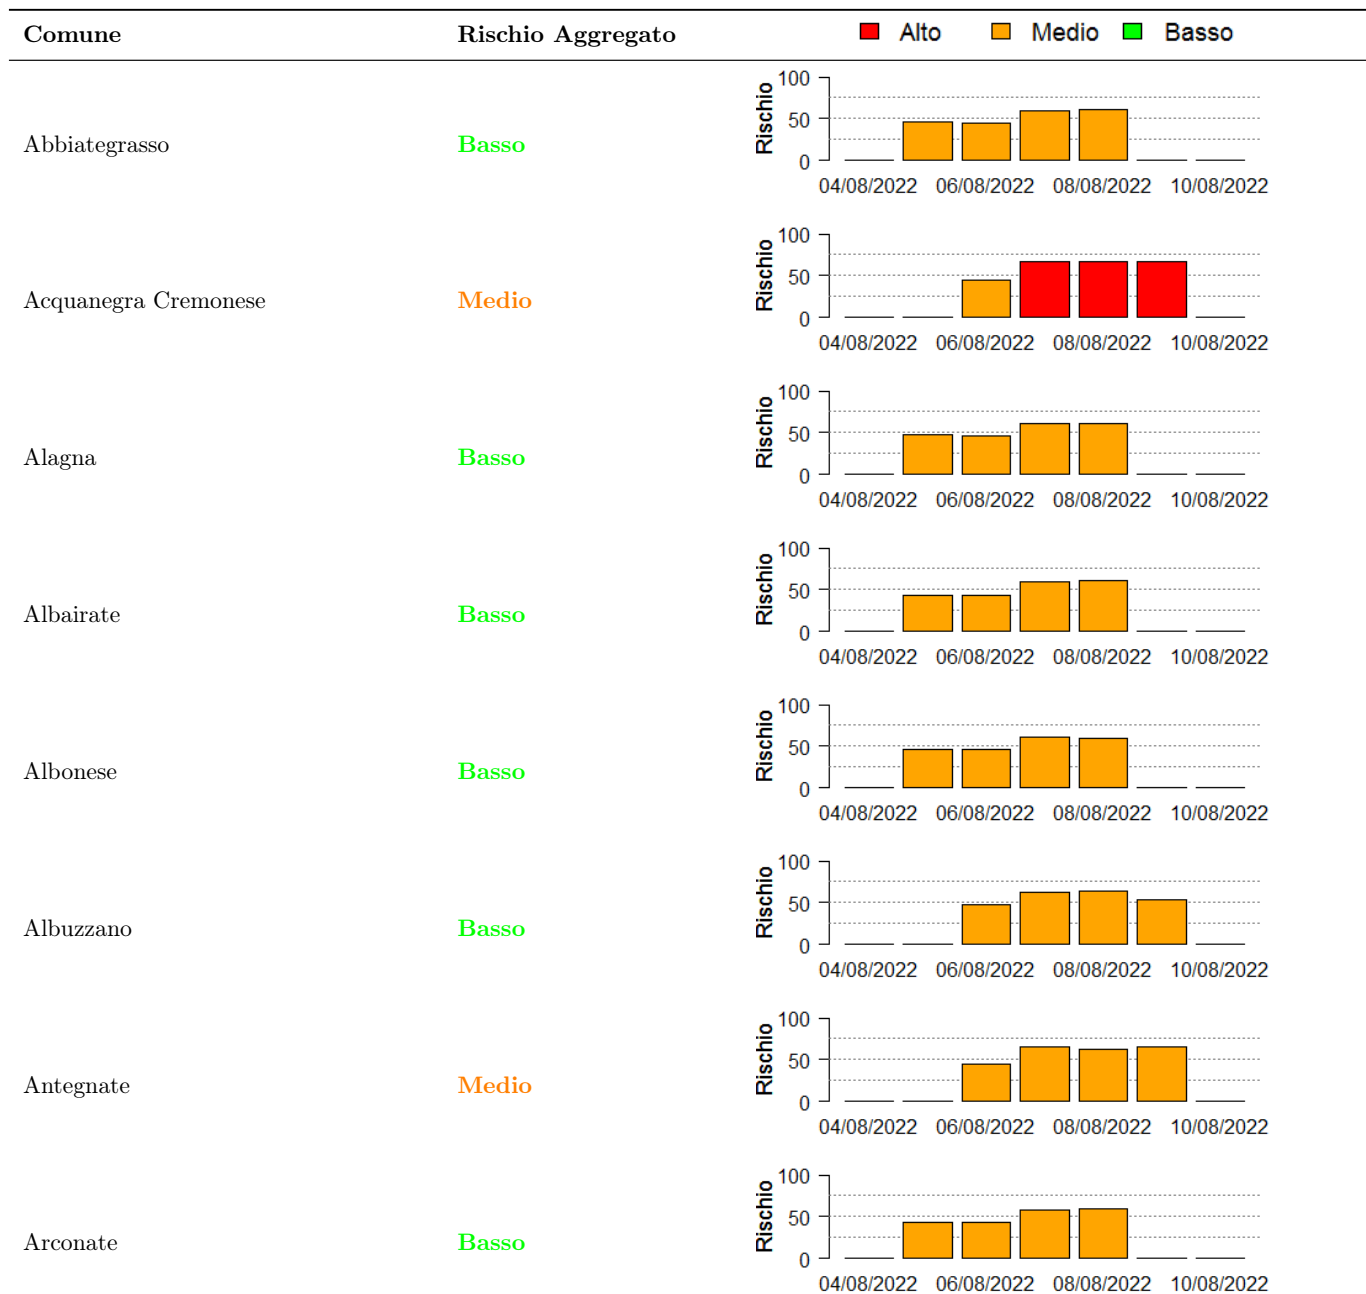 Comune Rischio Aggregato Alto Medio Basso
100
50
0
Rischio
04/08/2022 06/08/2022 08/08/2022 10/08/2022
Abbiategrasso Basso
100
50
0
Rischio
04/08/2022 06/08/2022 08/08/2022 10/08/2022
Acquanegra Cremonese Medio
100
50
0
Rischio
04/08/2022 06/08/2022 08/08/2022 10/08/2022
Alagna Basso
100
50
0
Rischio
04/08/2022 06/08/2022 08/08/2022 10/08/2022
Albairate Basso
100
50
0
Rischio
04/08/2022 06/08/2022 08/08/2022 10/08/2022
Albonese Basso
100
50
0
Rischio
04/08/2022 06/08/2022 08/08/2022 10/08/2022
Albuzzano Basso
100
50
0
Rischio
04/08/2022 06/08/2022 08/08/2022 10/08/2022
Antegnate Medio
100
50
0
Rischio
04/08/2022 06/08/2022 08/08/2022 10/08/2022
Arconate Basso